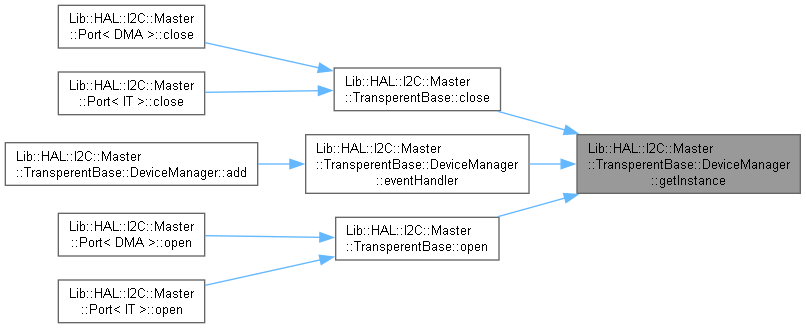 Lib::HAL::I2C::Master
::Port< DMA >::close
Lib::HAL::I2C::Master
::Port< IT >::close
Lib::HAL::I2C::Master
::TransperentBase::close
Lib::HAL::I2C::Master
::TransperentBase::DeviceManager::add
Lib::HAL::I2C::Master
::TransperentBase::DeviceManager
::eventHandler
Lib::HAL::I2C::Master
::TransperentBase::DeviceManager
::getInstance
Lib::HAL::I2C::Master
::Port< DMA >::open
Lib::HAL::I2C::Master
::TransperentBase::open
Lib::HAL::I2C::Master
::Port< IT >::open